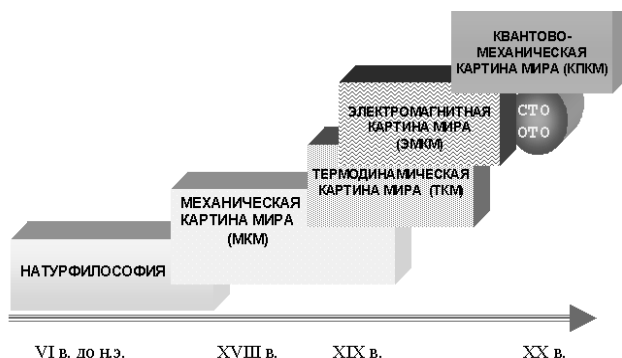 КВАНТОВО-
МЕХАНИЧЕСКАЯ
КАРТИНА МИРА (КПКМ)
ЭЛЕКТРОМАГНИТНАЯ
КАРТИНА МИРА
(ЭМКМ)
СТО
ОТО
ТЕРМОДИНАМИЧЕСКАЯ
КАРТИНА МИРА (ТКМ)
МЕХАНИЧЕСКАЯ
КАРТИНА МИРА
(МКМ)
НАТУРФИЛОСОФИЯ
VI в. до н.э. XVIII в. XIX в. XX в.